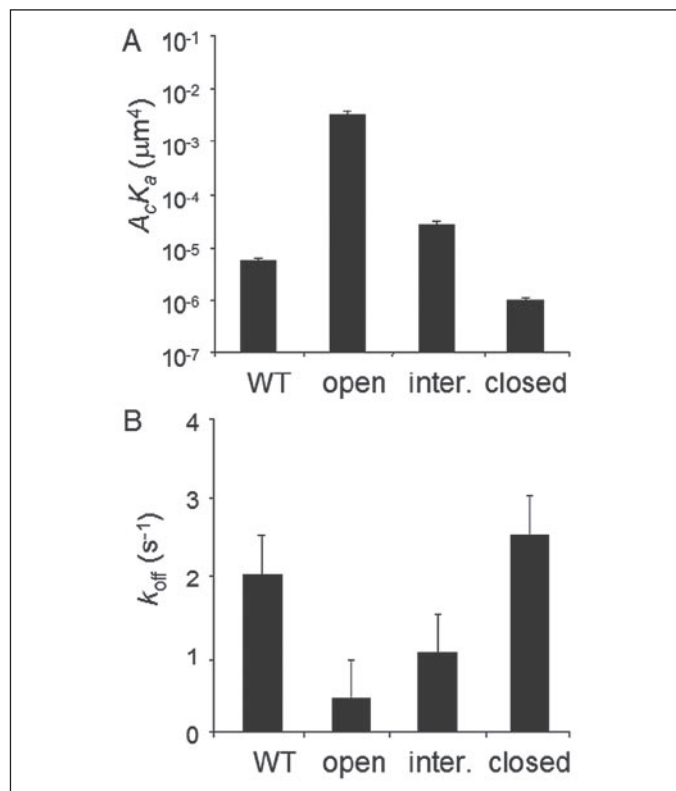 A
AcKa (µm⁴)
10⁻¹
10⁻²
10⁻³
10⁻⁴
10⁻⁵
10⁻⁶
10⁻⁷
WT open inter. closed
B
koff (s⁻¹)
4
3
2
1
0
WT open inter. closed